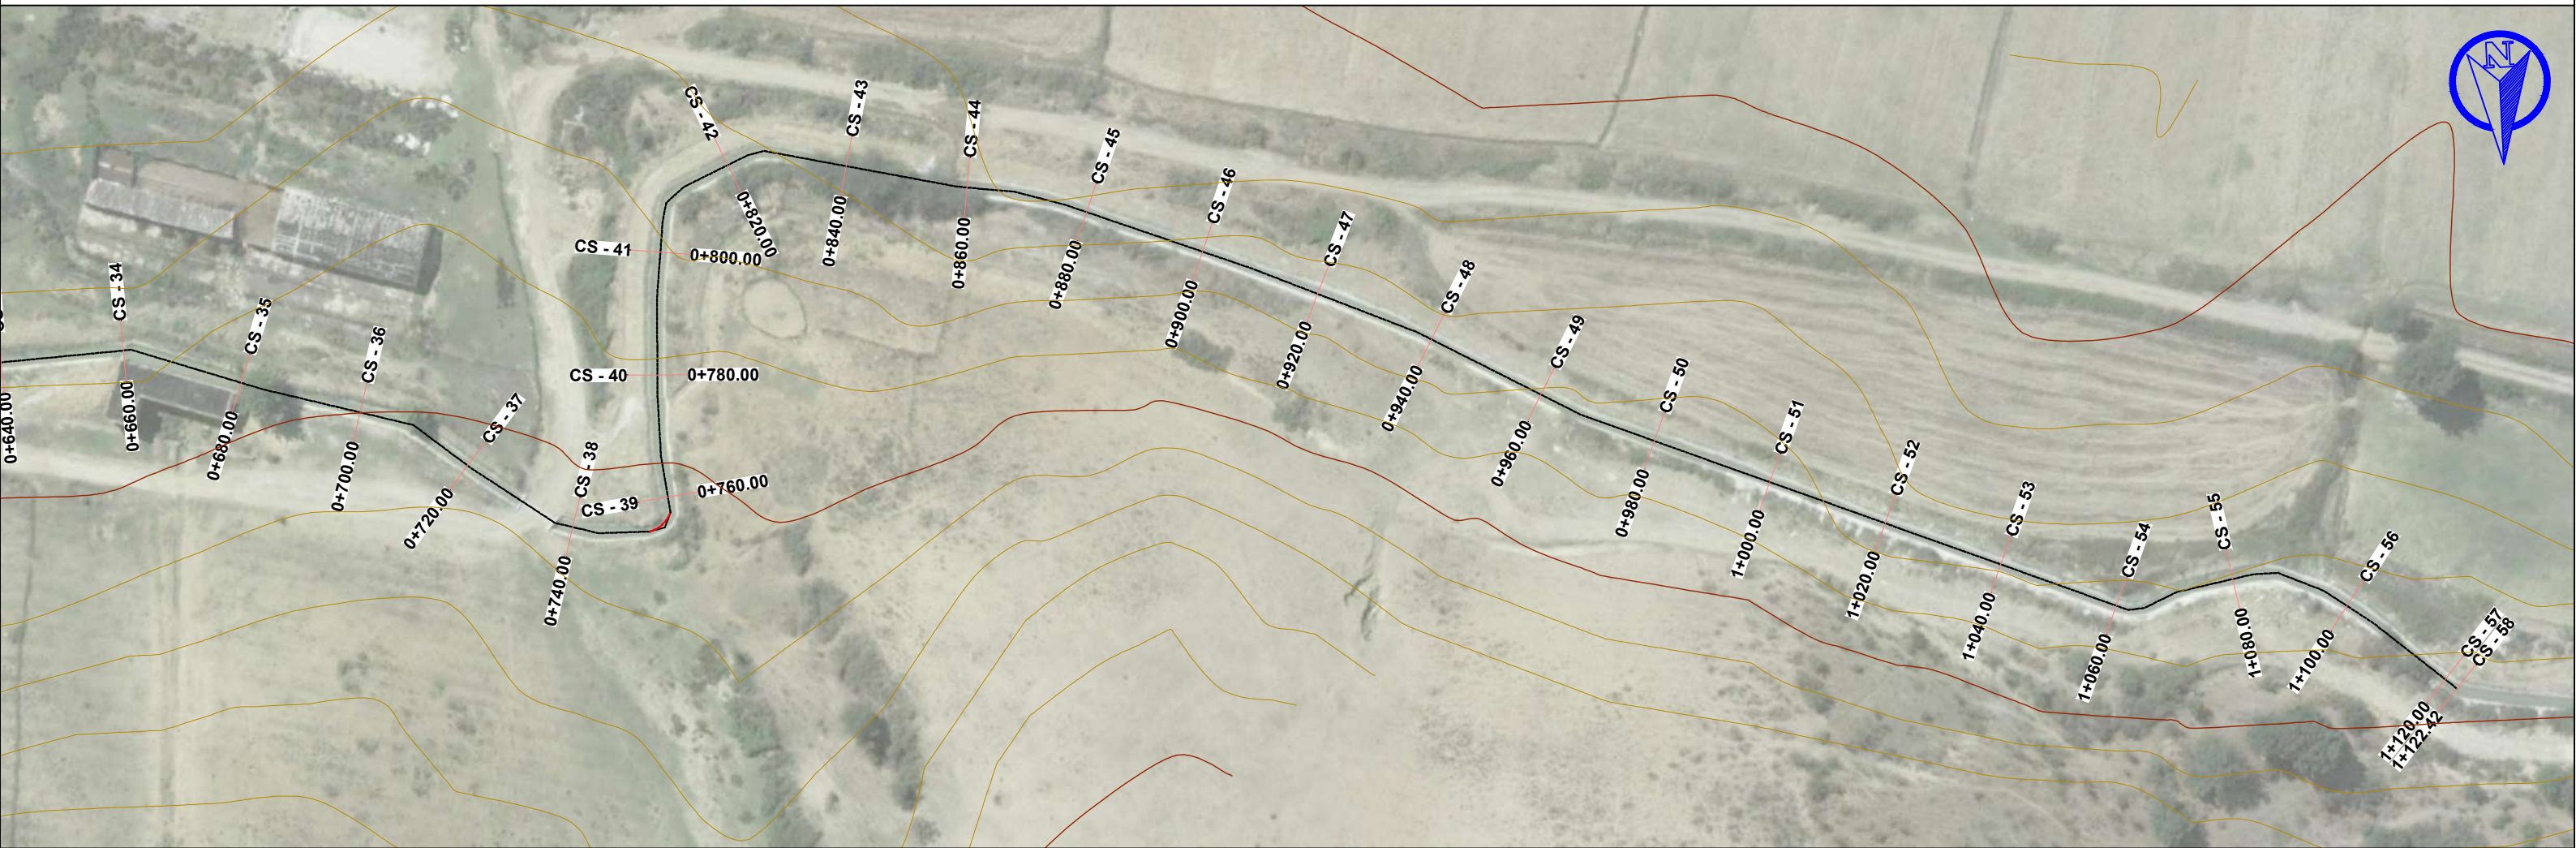 N
0+640.00
CS - 34
0+660.00
CS - 35
0+680.00
CS - 36
0+700.00
CS - 37
0+720.00
CS - 38
0+740.00
CS - 39
0+760.00
CS - 40
0+780.00
CS - 41
0+800.00
CS - 42
0+820.00
CS - 43
0+840.00
CS - 44
0+860.00
CS - 45
0+880.00
CS - 46
0+900.00
CS - 47
0+920.00
CS - 48
0+940.00
CS - 49
0+960.00
CS - 50
0+980.00
CS - 51
1+000.00
CS - 52
1+020.00
CS - 53
1+040.00
CS - 54
1+060.00
CS - 55
1+080.00
CS - 56
1+100.00
CS - 57
1+120.00
CS - 58
1+122.42